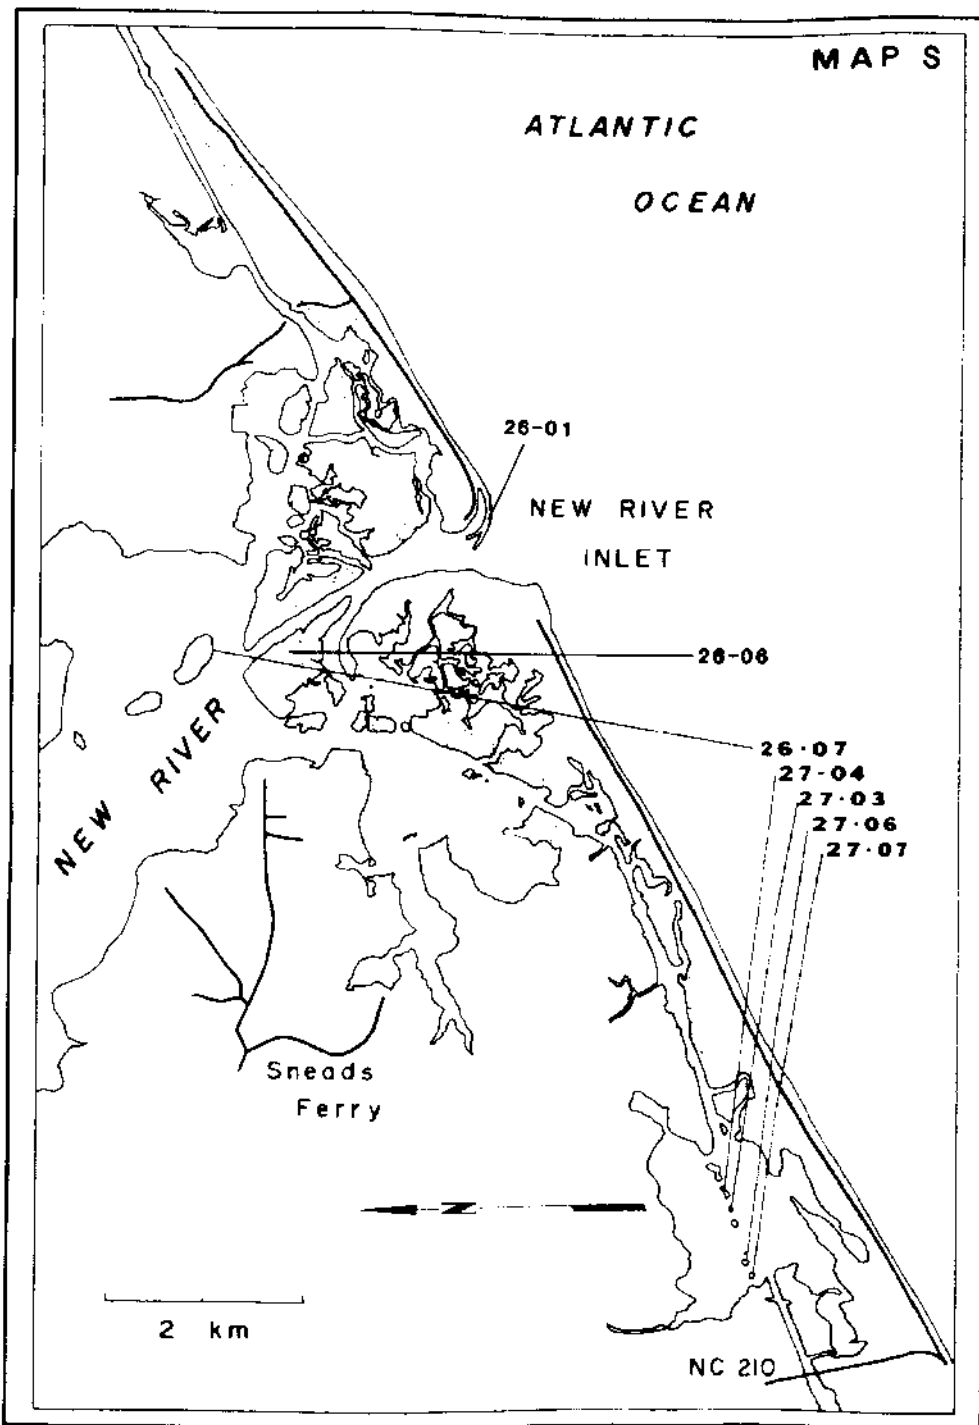 MAP S
ATLANTIC
OCEAN
26-01
NEW RIVER
INLET
26-06
26-07
27-04
27-03
27-06
27-07
NEW RIVER
Sneads
Ferry
N
2 km
NC 210